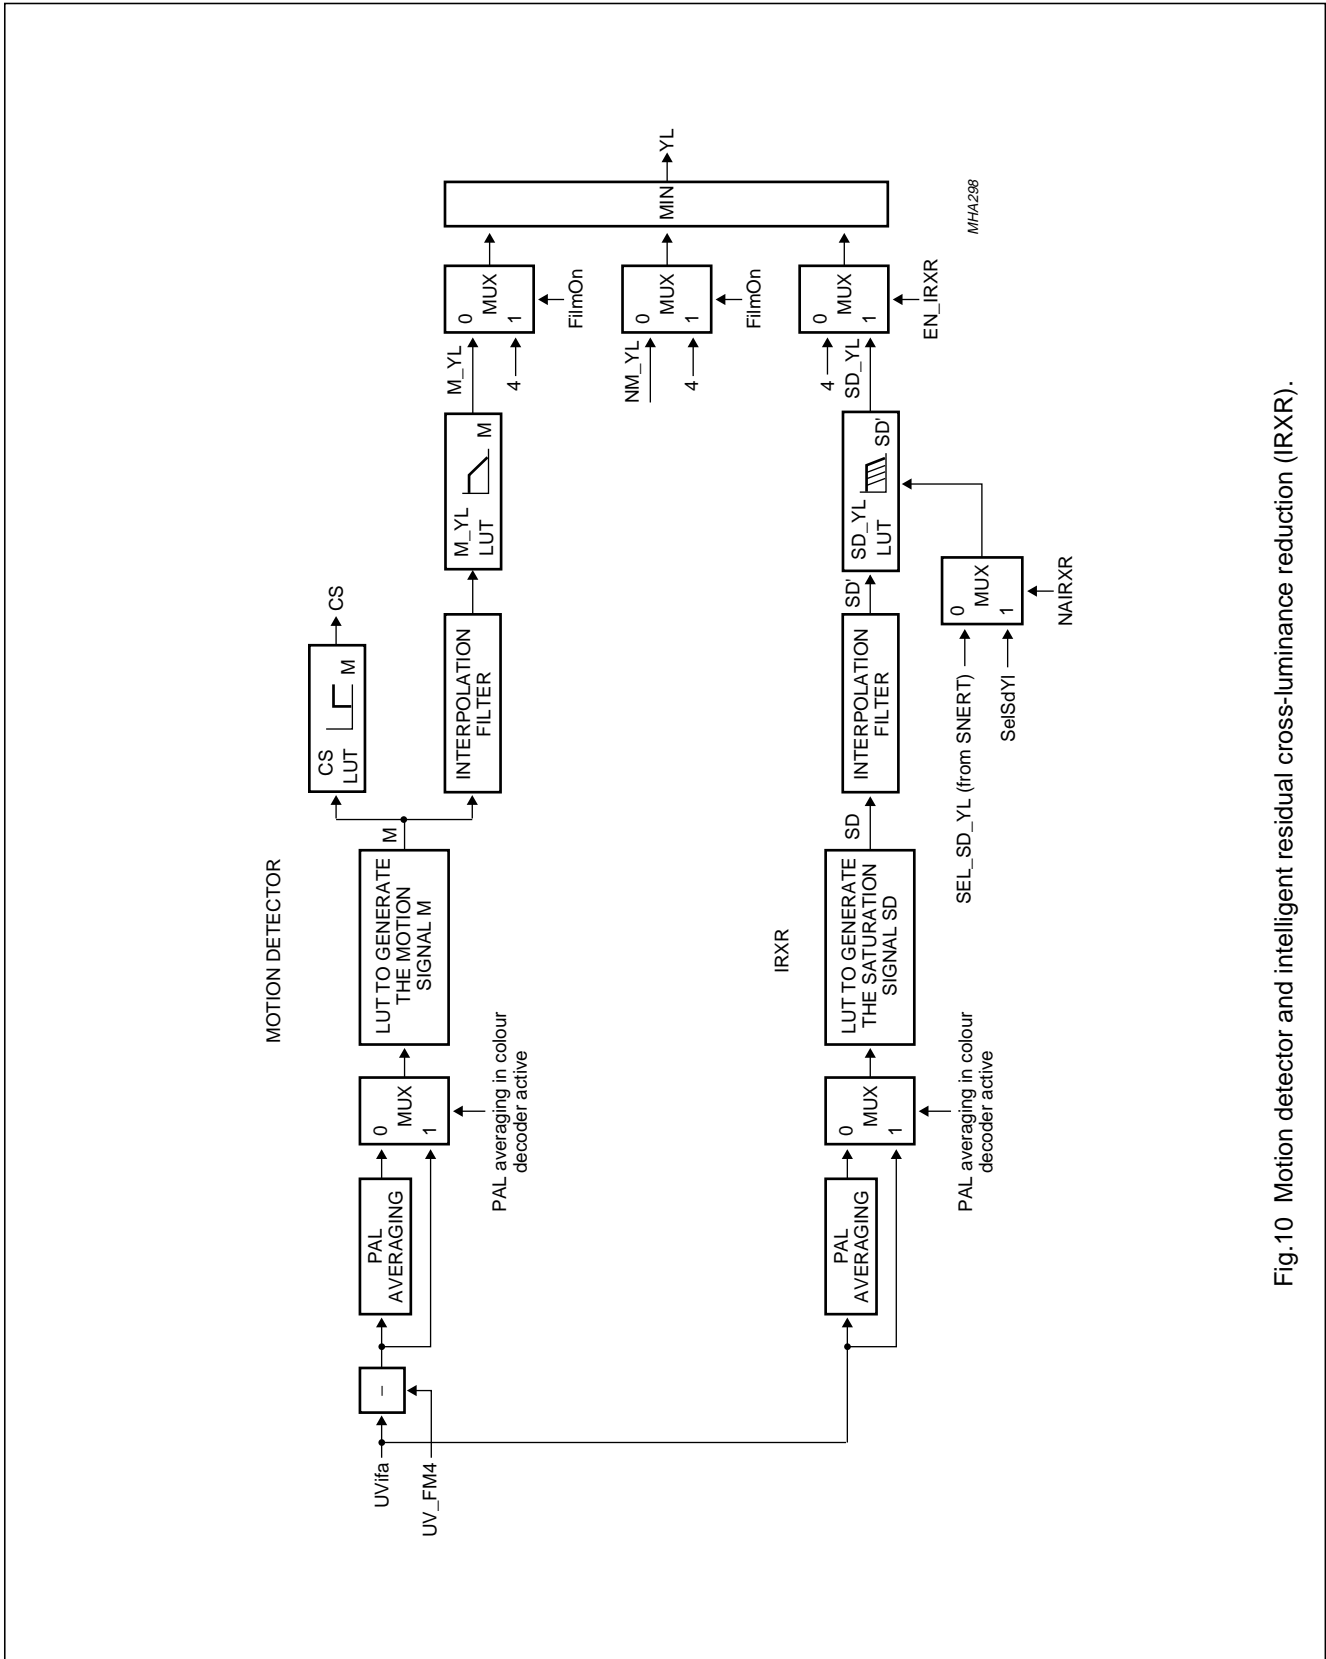 MOTION DETECTOR
UVifa
UV_FM4
–
PAL
AVERAGING
0
MUX
1
PAL averaging in colour
decoder active
LUT TO GENERATE
THE MOTION
SIGNAL M
M
CS
LUT
M
CS
INTERPOLATION
FILTER
M_YL
LUT
M
M_YL
4
0
MUX
1
FilmOn
NM_YL
4
0
MUX
1
FilmOn
MIN
YL
IRXR
PAL
AVERAGING
0
MUX
1
PAL averaging in colour
decoder active
LUT TO GENERATE
THE SATURATION
SIGNAL SD
SD
INTERPOLATION
FILTER
SD'
SD_YL
LUT
SD'
4
SD_YL
0
MUX
1
EN_IRXR
SEL_SD_YL (from SNERT)
SelSdYl
0
MUX
1
NAIRXR
MHA298
Fig.10 Motion detector and intelligent residual cross-luminance reduction (IRXR).